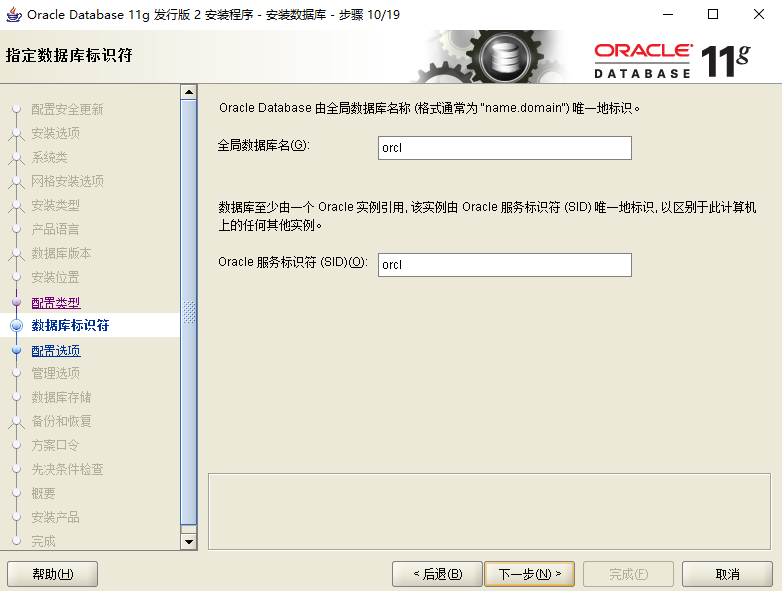 Oracle Database 11g 发行版 2 安装程序 - 安装数据库 - 步骤 10/19
指定数据库标识符
ORACLE
DATABASE 11g
配置安全更新
安装选项
系统类
网格安装选项
安装类型
产品语言
数据库版本
安装位置
配置类型
数据库标识符
配置选项
管理选项
数据库存储
备份和恢复
方案口令
先决条件检查
概要
安装产品
完成
Oracle Database 由全局数据库名称 (格式通常为 "name.domain") 唯一地标识。
全局数据库名(G): orcl
数据库至少由一个 Oracle 实例引用, 该实例由 Oracle 服务标识符 (SID) 唯一地标识, 以区别于此计算机
上的任何其他实例。
Oracle 服务标识符 (SID)(O): orcl
帮助(H) < 后退(B) 下一步(N) > 完成(F) 取消